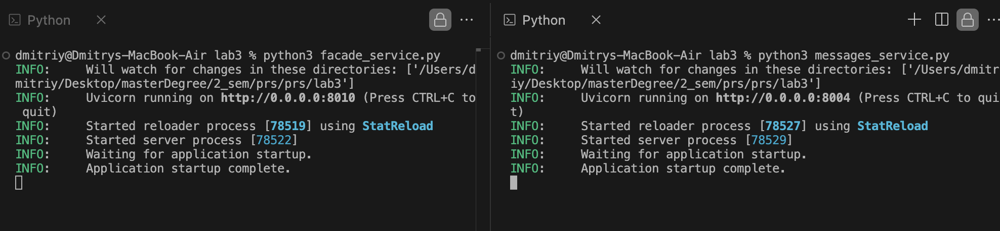 Python
dmitriy@Dmitrys-MacBook-Air lab3 % python3 facade_service.py
INFO:     Will watch for changes in these directories: ['/Users/d
mitriy/Desktop/masterDegree/2_sem/prs/prs/lab3']
INFO:     Uvicorn running on http://0.0.0.0:8010 (Press CTRL+C to
 quit)
INFO:     Started reloader process [78519] using StatReload
INFO:     Started server process [78522]
INFO:     Waiting for application startup.
INFO:     Application startup complete.
Python
dmitriy@Dmitrys-MacBook-Air lab3 % python3 messages_service.py
INFO:     Will watch for changes in these directories: ['/Users/dmitr
iy/Desktop/masterDegree/2_sem/prs/prs/lab3']
INFO:     Uvicorn running on http://0.0.0.0:8004 (Press CTRL+C to qui
t)
INFO:     Started reloader process [78527] using StatReload
INFO:     Started server process [78529]
INFO:     Waiting for application startup.
INFO:     Application startup complete.